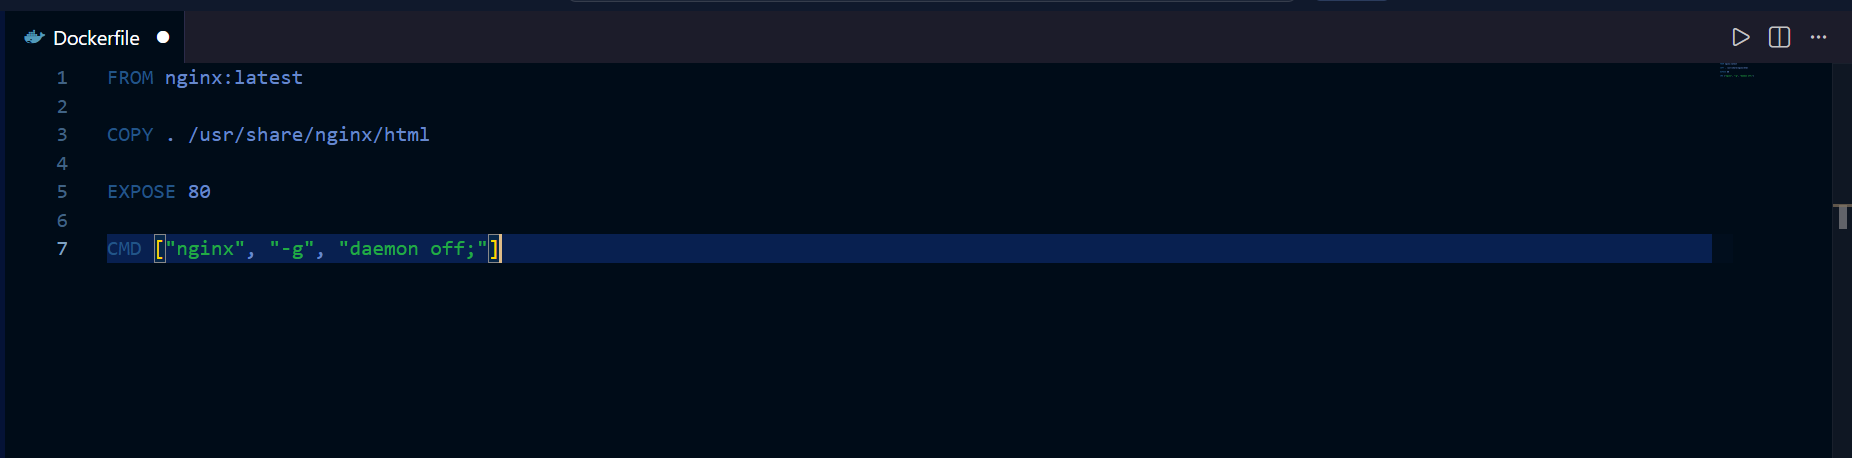 Dockerfile
1 FROM nginx:latest
2
3 COPY . /usr/share/nginx/html
4
5 EXPOSE 80
6
7 CMD ["nginx", "-g", "daemon off;"]